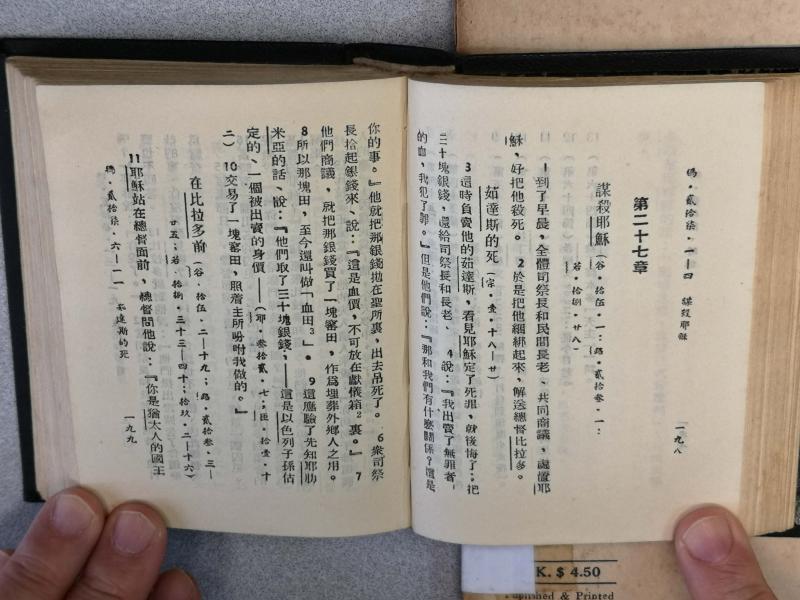 瑪・貳拾柒・一—四　謀殺耶穌
一九八
第二十七章
謀殺耶穌（谷・拾伍・一；路・貳拾叁・一；
若・拾捌・廿八）
1到了早晨，全體司祭長和民間長老、共同商議，處置耶
穌，好把他殺死。 2於是把他綑綁起來，解送總督比拉多。
茹達斯的死（宗・壹・十八—廿）
3這時負賣他的茹達斯，看見耶穌定了死罪，就後悔了；把
三十塊銀錢，還給司祭長和長老、 4說：『我出賣了無罪者
的血，我犯了罪。』但是他們說：『那和我們有什麼關係？這是
你的事。』他就把那銀錢拋在聖所裏，出去吊死了。 6衆司祭
長拾起銀錢來、說：『這是血價，不可放在獻儀箱2裏。』 7
他們商議，就把那銀錢買了一塊窰田，作爲埋葬外鄉人之用。
8所以那塊田，至今還叫做「血田3」。 9這應驗了先知耶肋
米亞的話、說：『他們取了三十塊銀錢，——這是以色列子孫估
定的、一個被出賣的身價——（耶・叁拾貳・七；匝・拾壹・十
二） 10交易了一塊窰田，照着主所吩咐我做的。』
在比拉多前（谷・拾伍・二—十九；路・貳拾叁・三—
廿五；若・拾捌・三十三—四十；拾玖・二—十六）
11耶穌站在總督面前，總督問他說：『你是猶太人的國王
瑪・貳拾柒・六—一一　茹達斯的死
一九九
K. $ 4.50
Published & Printed